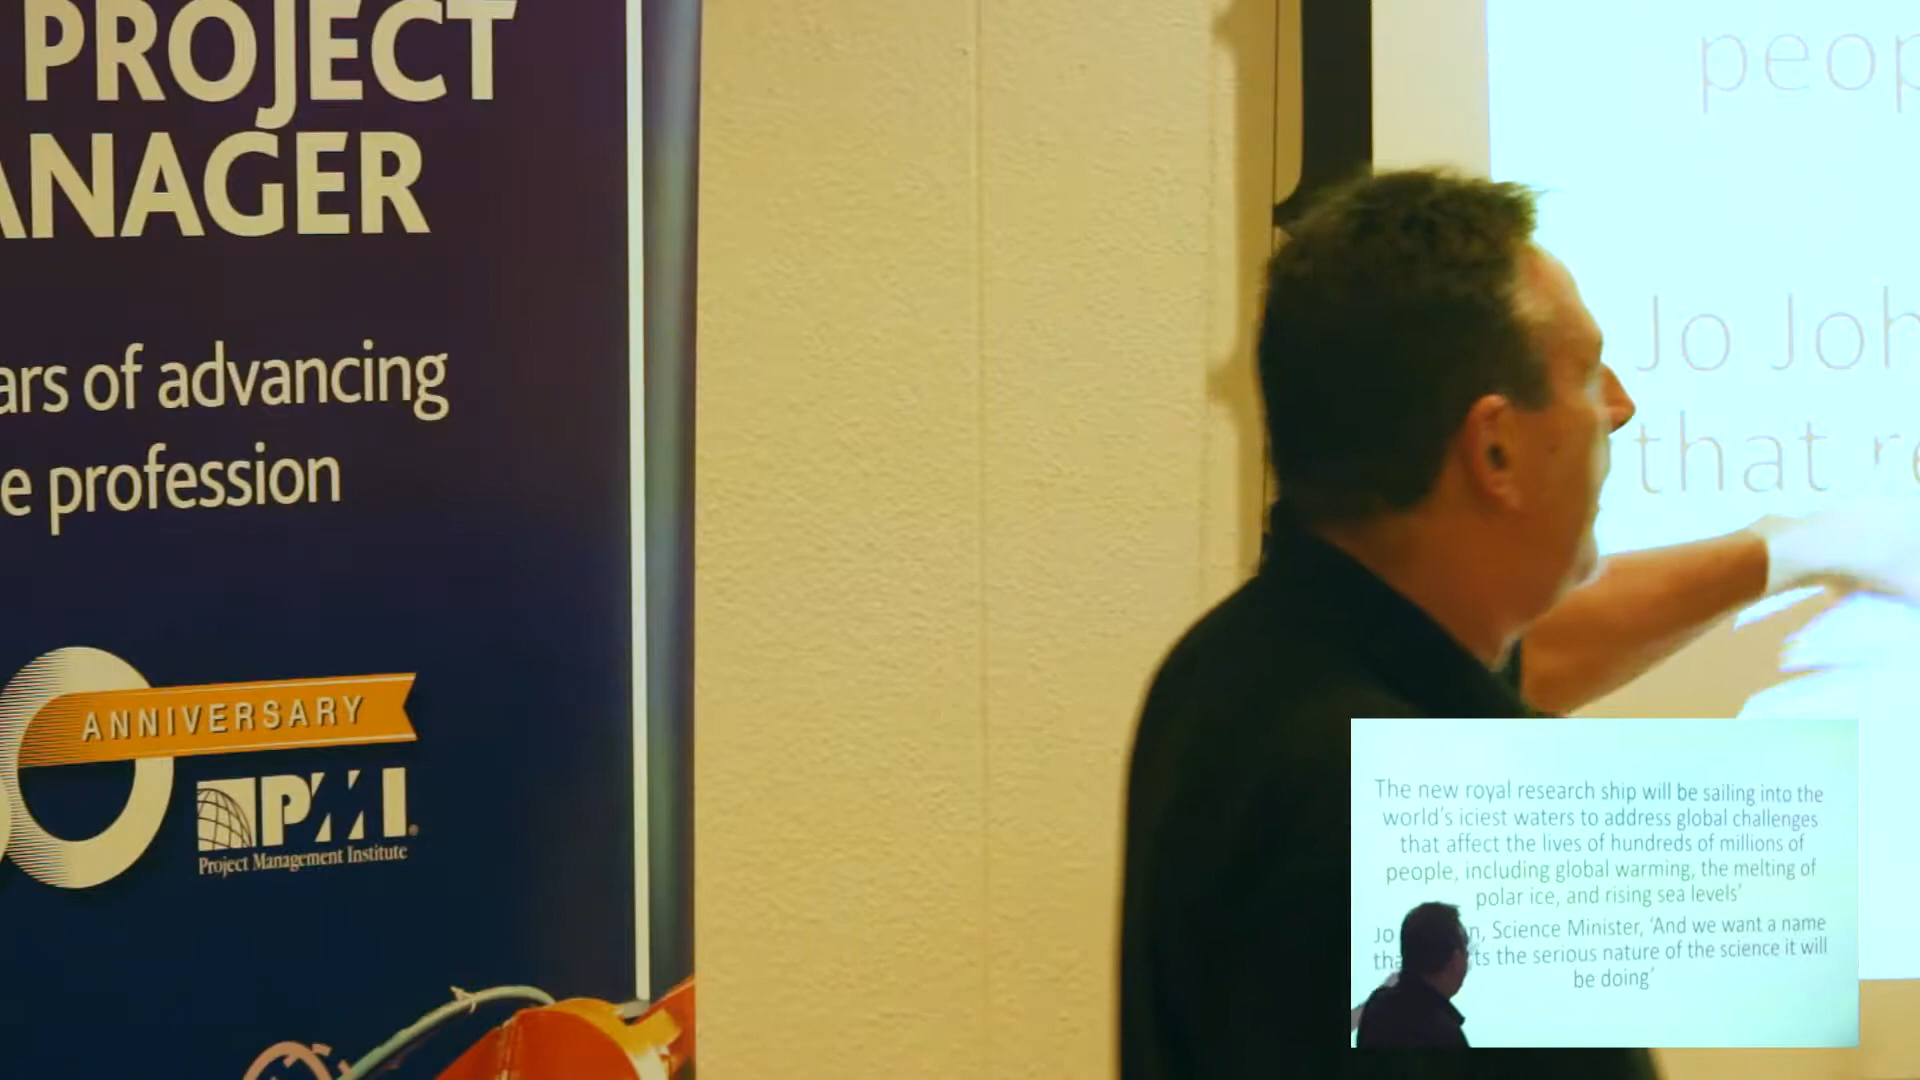 PROJECT
ANAGER
ars of advancing
e profession
ANNIVERSARY
PMI
Project Management Institute
peop
Jo Joh
that re
The new royal research ship will be sailing into the
world's iciest waters to address global challenges
that affect the lives of hundreds of millions of
people, including global warming, the melting of
polar ice, and rising sea levels'
Jo n, Science Minister, 'And we want a name
tha ts the serious nature of the science it will
be doing'